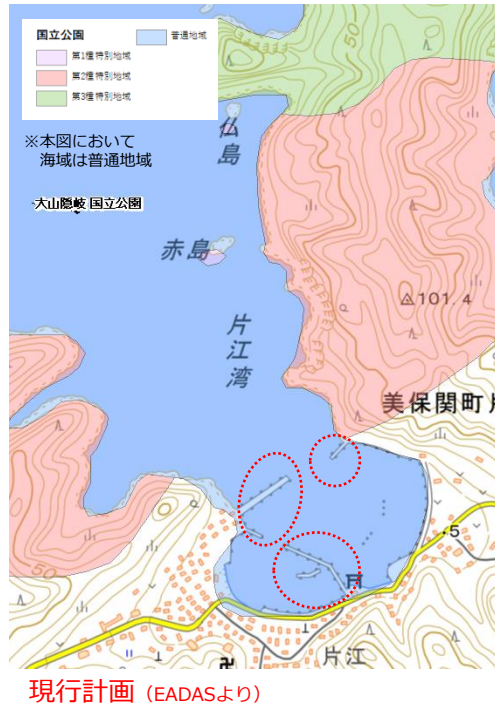 国立公園
普通地域
第1種特別地域
第2種特別地域
第3種特別地域
※本図において
海域は普通地域
大山隠岐国立公園
仏島
赤島
片江湾
101.4
美保関町
50
50
50
5
片江
現行計画（EADASより）